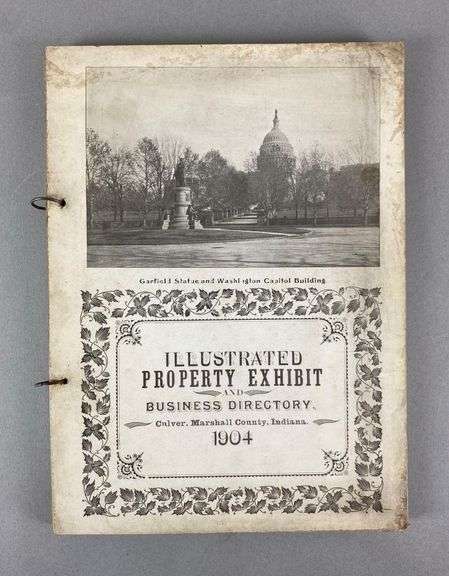 Garfield Statue and Washington Capitol Building
ILLUSTRATED
PROPERTY EXHIBIT
AND
BUSINESS DIRECTORY.
Culver, Marshall County, Indiana.
1904